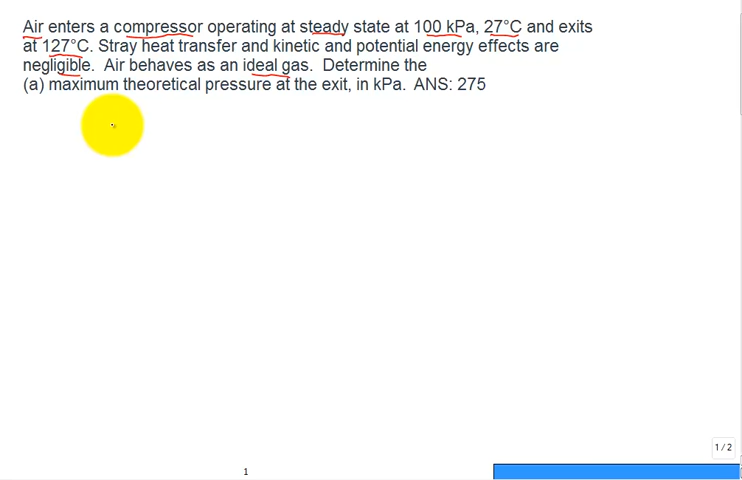 Air enters a compressor operating at steady state at 100 kPa, 27°C and exits
at 127°C. Stray heat transfer and kinetic and potential energy effects are
negligible. Air behaves as an ideal gas. Determine the
(a) maximum theoretical pressure at the exit, in kPa. ANS: 275
1 / 2
1